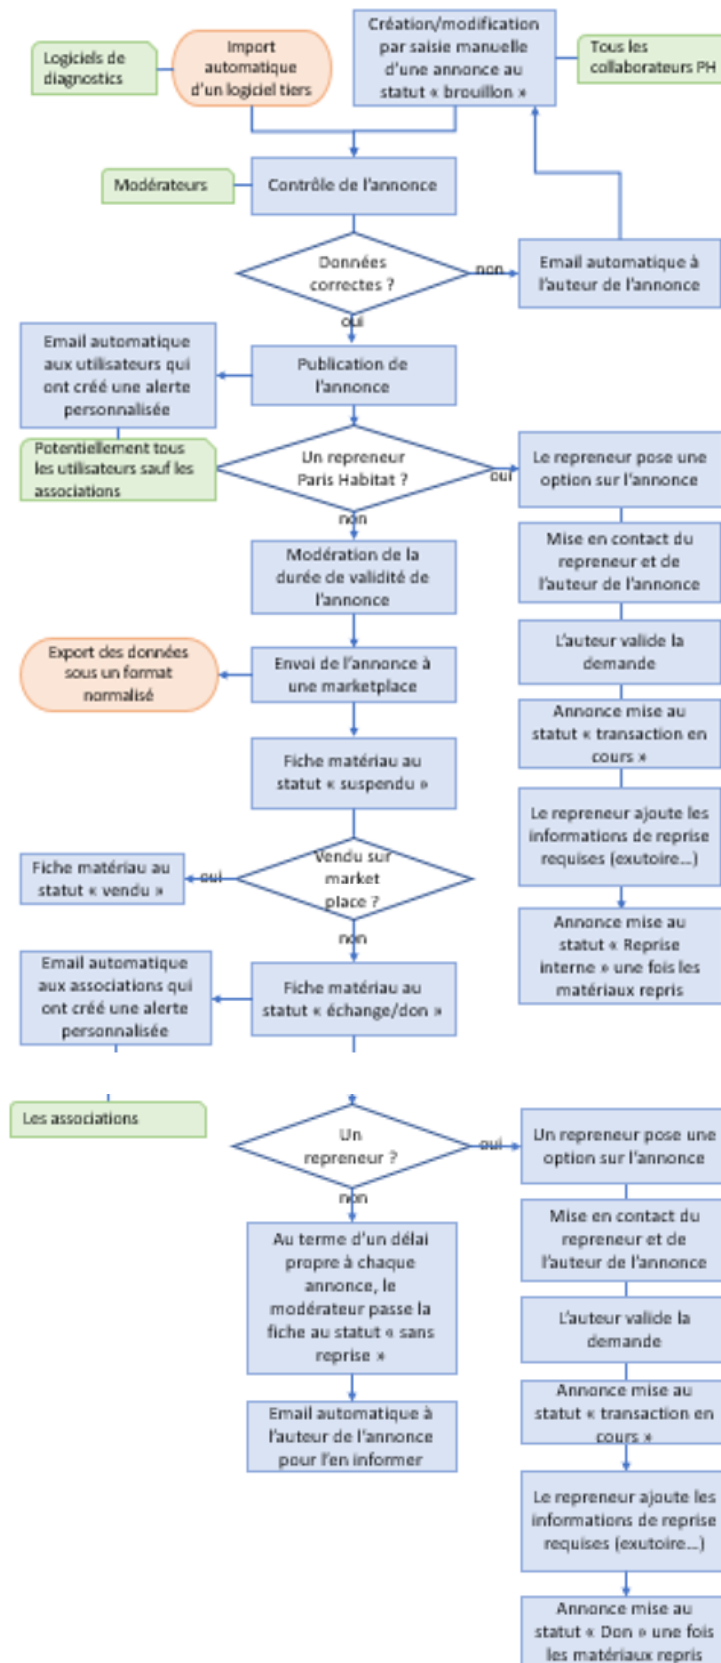 Logiciels de
diagnostics
Import
automatique
d'un logiciel tiers
Création/modification
par saisie manuelle
d'une annonce au
statut « brouillon »
Tous les
collaborateurs PH
Modérateurs
Contrôle de l'annonce
Données
correctes ?
non
Email automatique à
l'auteur de l'annonce
oui
Email automatique
aux utilisateurs qui
ont créé une alerte
personnalisée
Publication de
l'annonce
Potentiellement tous
les utilisateurs sauf les
associations
Un repreneur
Paris Habitat ?
oui
Le repreneur pose une
option sur l'annonce
non
Modération de la
durée de validité de
l'annonce
Mise en contact du
repreneur et de
l'auteur de l'annonce
Export des données
sous un format
normalisé
Envoi de l'annonce à
une marketplace
L'auteur valide la
demande
Annonce mise au
statut « transaction en
cours »
Fiche matériau au
statut « suspendu »
Le repreneur ajoute les
informations de reprise
requises (exutoire…)
Fiche matériau au
statut « vendu »
oui
Vendu sur
market
place ?
non
Annonce mise au
statut « Reprise
interne » une fois les
matériaux repris
Email automatique
aux associations qui
ont créé une alerte
personnalisée
Fiche matériau au
statut « échange/don »
Les associations
Un
repreneur ?
oui
Un repreneur pose une
option sur l'annonce
non
Au terme d'un délai
propre à chaque
annonce, le
modérateur passe la
fiche au statut « sans
reprise »
Mise en contact du
repreneur et de
l'auteur de l'annonce
L'auteur valide la
demande
Email automatique à
l'auteur de l'annonce
pour l'en informer
Annonce mise au
statut « transaction en
cours »
Le repreneur ajoute les
informations de reprise
requises (exutoire…)
Annonce mise au
statut « Don » une fois
les matériaux repris